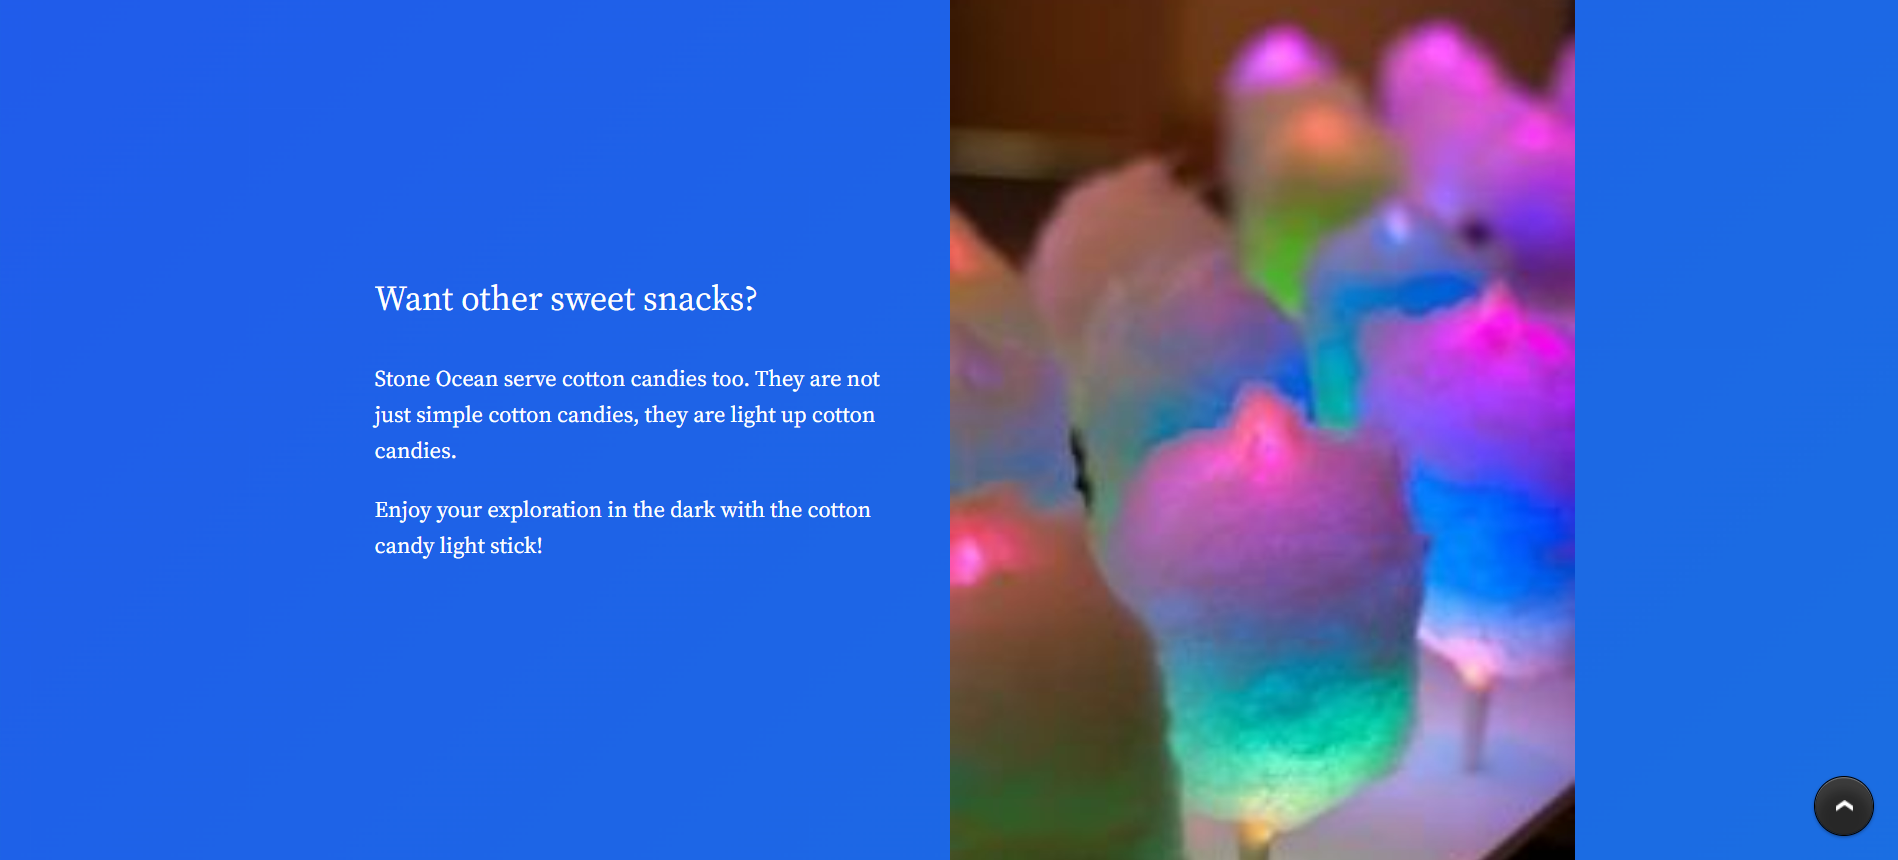 Want other sweet snacks?
Stone Ocean serve cotton candies too. They are not
just simple cotton candies, they are light up cotton
candies.
Enjoy your exploration in the dark with the cotton
candy light stick!